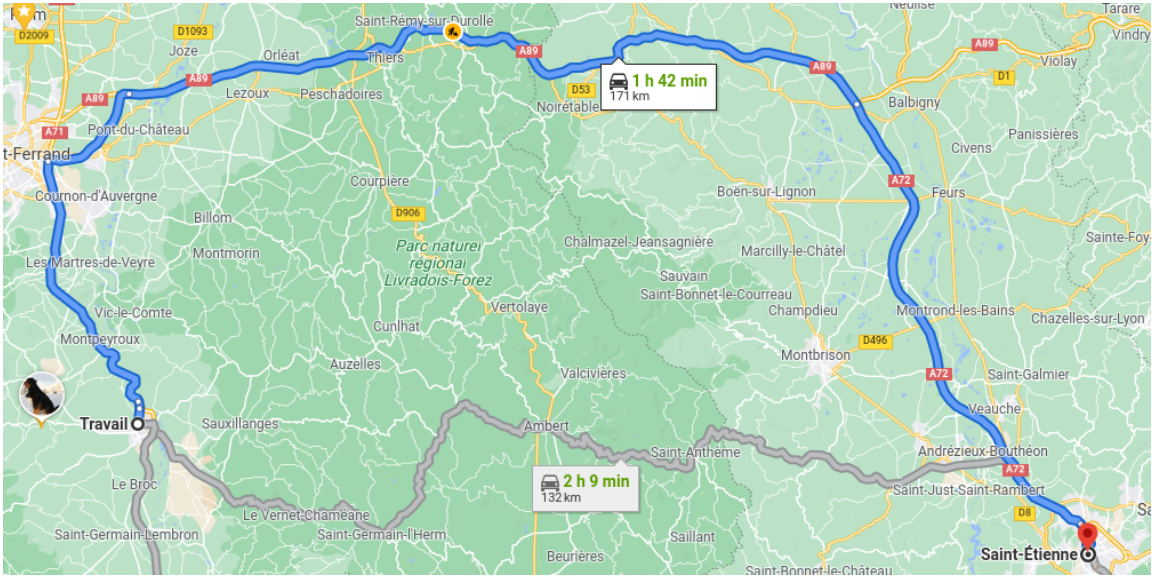 Riom
D2009
D1093
Joze
Orléat
Saint-Rémy-sur-Durolle
Thiers
A89
A89
A89
Lezoux
Peschadoires
D53
Noirétable
1 h 42 min
171 km
A89
A89
Neulise
Tarare
Vindry
Violay
D1
Balbigny
Panissières
Civens
A71
Pont-du-Château
t-Ferrand
Cournon-d'Auvergne
Courpière
Billom
D906
Montmorin
Parc naturel
régional
Livradois-Forez
Boën-sur-Lignon
A72
Feurs
Chalmazel-Jeansagnière
Marcilly-le-Châtel
Sainte-Foy-
Les Martres-de-Veyre
Sauvain
Saint-Bonnet-le-Courreau
Vic-le-Comte
Montpeyroux
Vertolaye
Cunlhat
Champdieu
Montrond-les-Bains
Chazelles-sur-Lyon
D496
Montbrison
Auzelles
Valcivières
A72
Saint-Galmier
Travail
Sauxillanges
Ambert
Veauche
Saint-Anthème
Andrézieux-Bouthéon
A72
2 h 9 min
132 km
Le Broc
Saint-Just-Saint-Rambert
D8
Le Vernet-Chaméane
Saint-Germain-Lembron
Saint-Germain-l'Herm
Saillant
Beurières
Sa
Saint-Étienne
Saint-Bonnet-le-Château